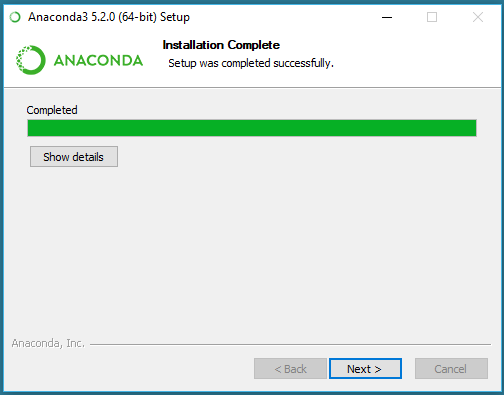 Anaconda3 5.2.0 (64-bit) Setup
ANACONDA
Installation Complete
Setup was completed successfully.
Completed
Show details
Anaconda, Inc.
< Back
Next >
Cancel